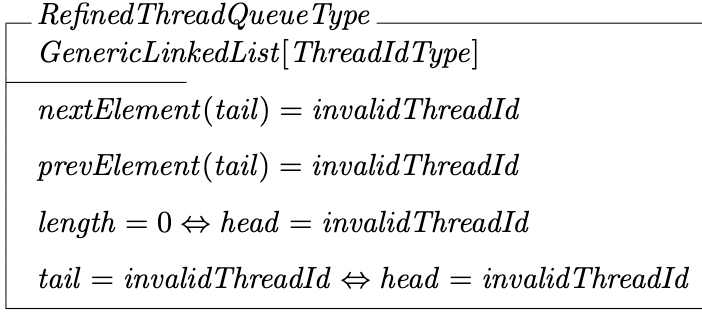 RefinedThreadQueueType
GenericLinkedList[ThreadIdType]
nextElement(tail) = invalidThreadId
prevElement(tail) = invalidThreadId
length = 0 ⇔ head = invalidThreadId
tail = invalidThreadId ⇔ head = invalidThreadId